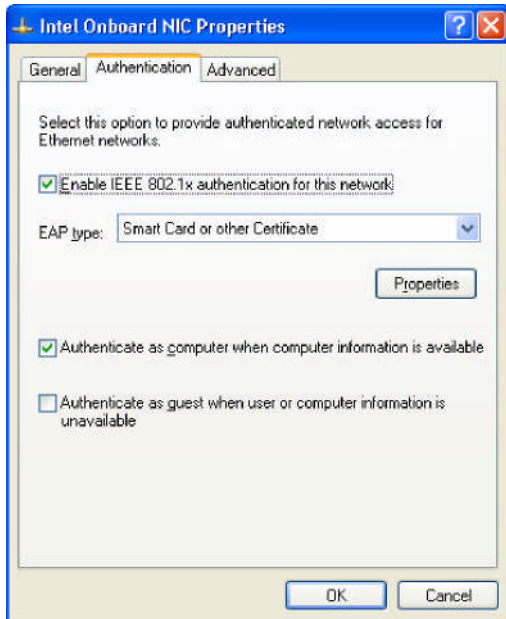 Intel Onboard NIC Properties
General Authentication Advanced
Select this option to provide authenticated network access for
Ethernet networks.
Enable IEEE 802.1x authentication for this network
EAP type: Smart Card or other Certificate
Properties
Authenticate as computer when computer information is available
Authenticate as guest when user or computer information is
unavailable
OK Cancel